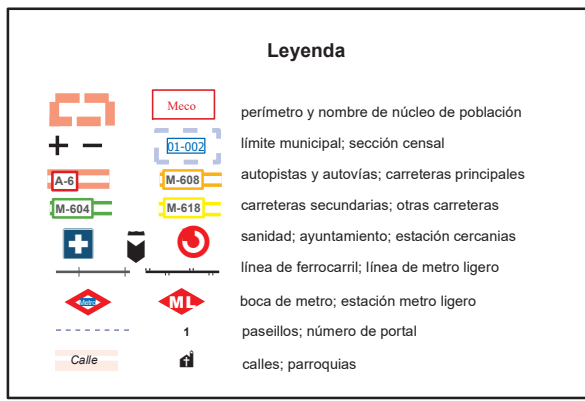 Leyenda
Meco perímetro y nombre de núcleo de población
01-002 límite municipal; sección censal
A-6 M-608 autopistas y autovías; carreteras principales
M-604 M-618 carreteras secundarias; otras carreteras
sanidad; ayuntamiento; estación cercanias
línea de ferrocarril; línea de metro ligero
Metro ML boca de metro; estación metro ligero
1 paseillos; número de portal
Calle calles; parroquias